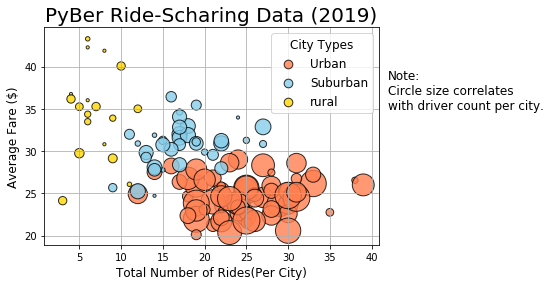 PyBer Ride-Scharing Data (2019)
City Types
Urban
Suburban
rural
Note:
Circle size correlates
with driver count per city.
Average Fare ($)
40
35
30
25
20
5
10
15
20
25
30
35
40
Total Number of Rides(Per City)